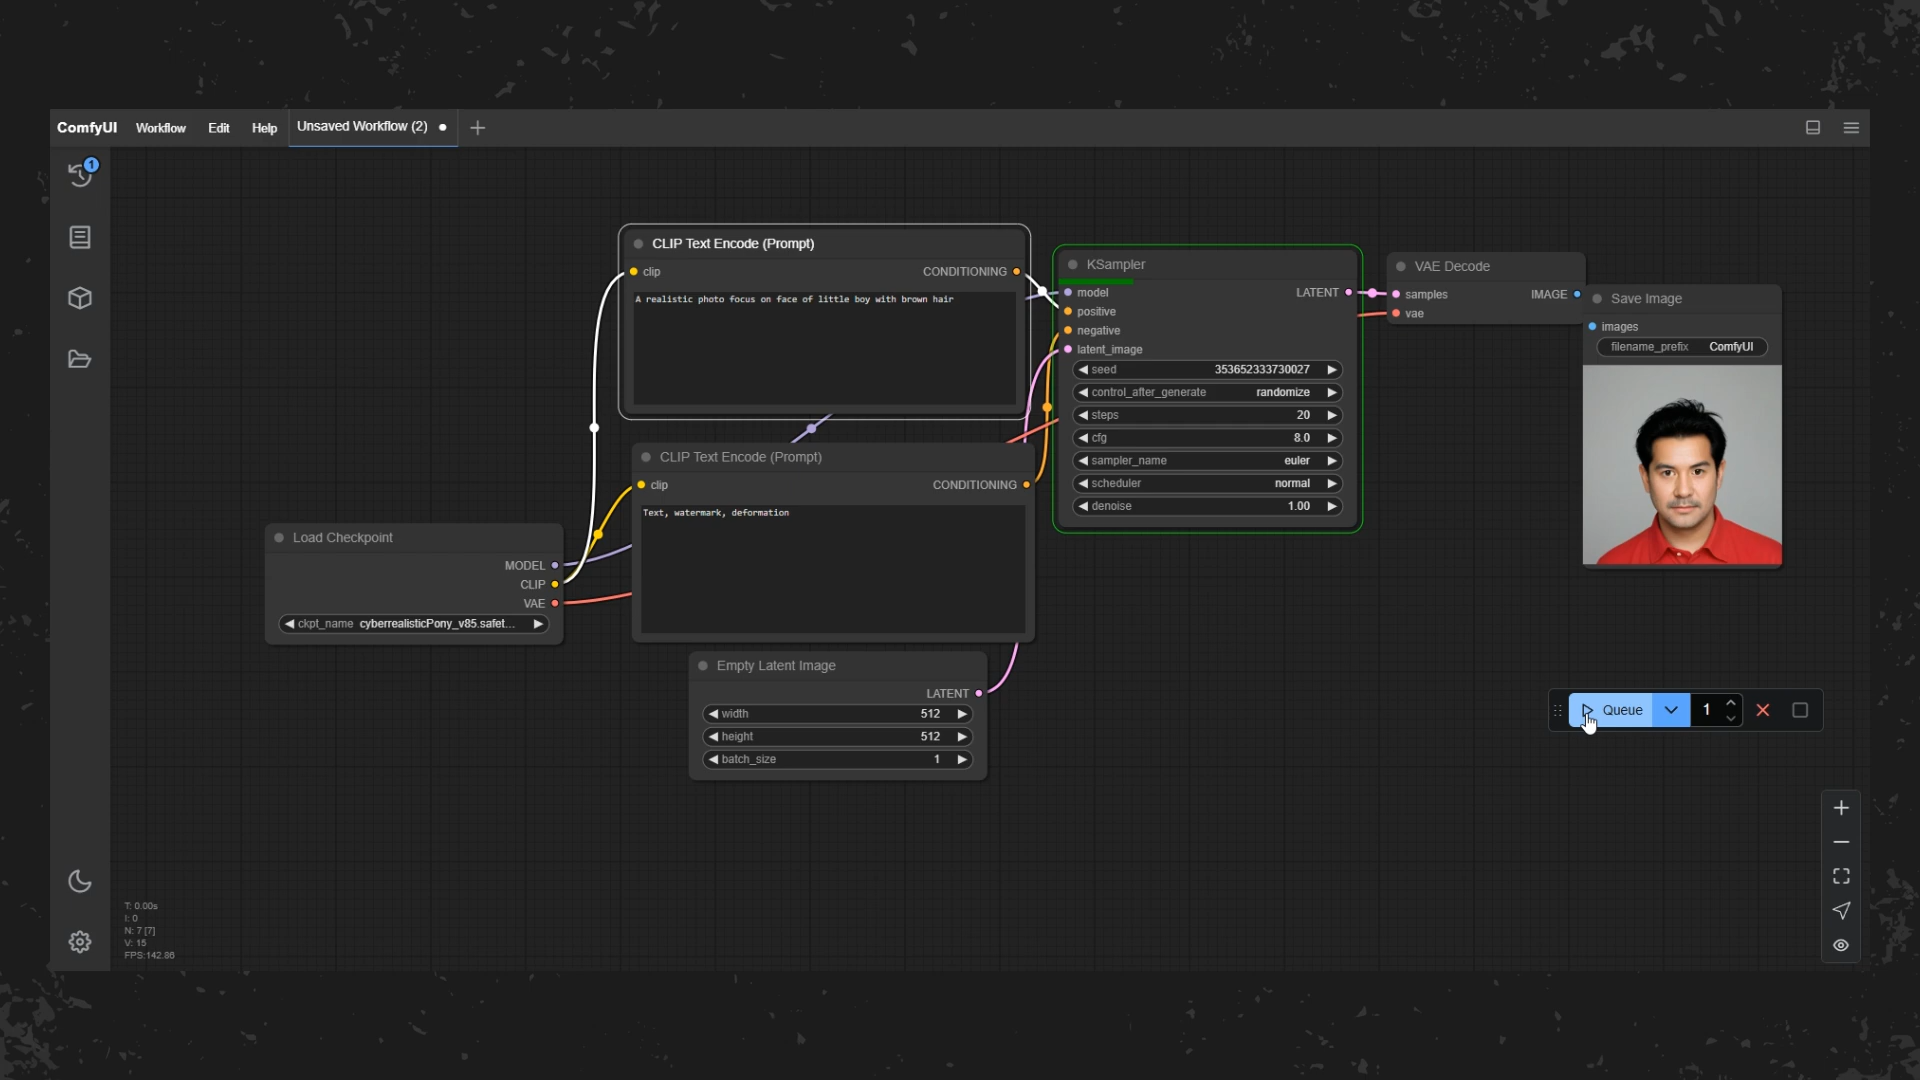 ComfyUI Workflow Edit Help Unsaved Workflow (2)
1
CLIP Text Encode (Prompt)
clip CONDITIONING
A realistic photo focus on face of little boy with brown hair
KSampler
model LATENT
positive
negative
latent_image
seed 353652333730027
control_after_generate randomize
steps 20
cfg 8.0
sampler_name euler
scheduler normal
denoise 1.00
VAE Decode
samples IMAGE
vae
Save Image
images
filename_prefix ComfyUI
CLIP Text Encode (Prompt)
clip CONDITIONING
Text, watermark, deformation
Load Checkpoint
MODEL
CLIP
VAE
ckpt_name cyberrealisticPony_v85.safet...
Empty Latent Image
LATENT
width 512
height 512
batch_size 1
Queue 1
T: 0.00s
I: 0
N: 7 [7]
V: 15
FPS:142.86